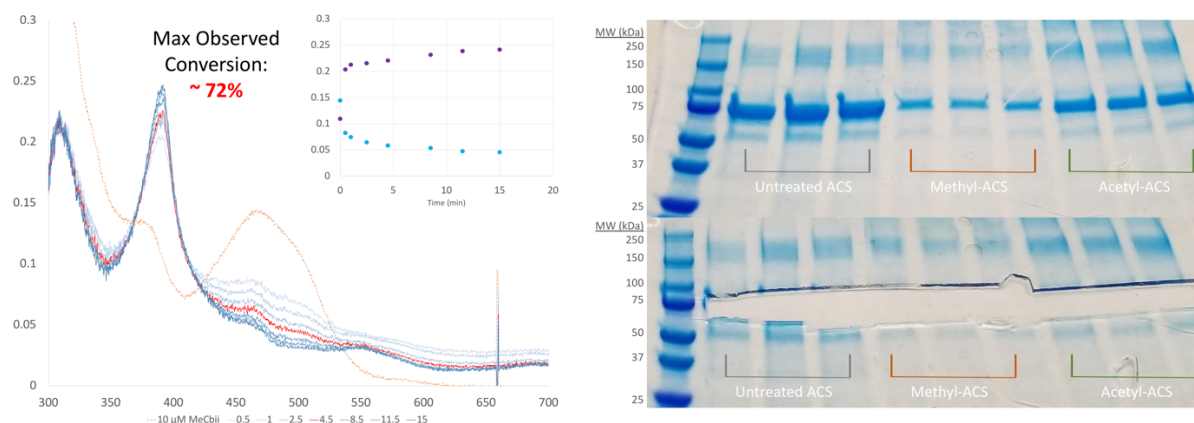 0.3
0.25
0.2
0.15
0.1
0.05
0
Max Observed
Conversion:
~ 72%
0.30
0.25
0.20
0.15
0.10
0.05
0
0 5 10 15 20
Time (min)
300 350 400 450 500 550 600 650 700
10 µM MeCbii 0.5 1 2.5 4.5 8.5 11.5 15
MW (kDa)
250
150
100
75
50
37
25
Untreated ACS Methyl-ACS Acetyl-ACS
MW (kDa)
250
150
100
75
50
37
25
Untreated ACS Methyl-ACS Acetyl-ACS